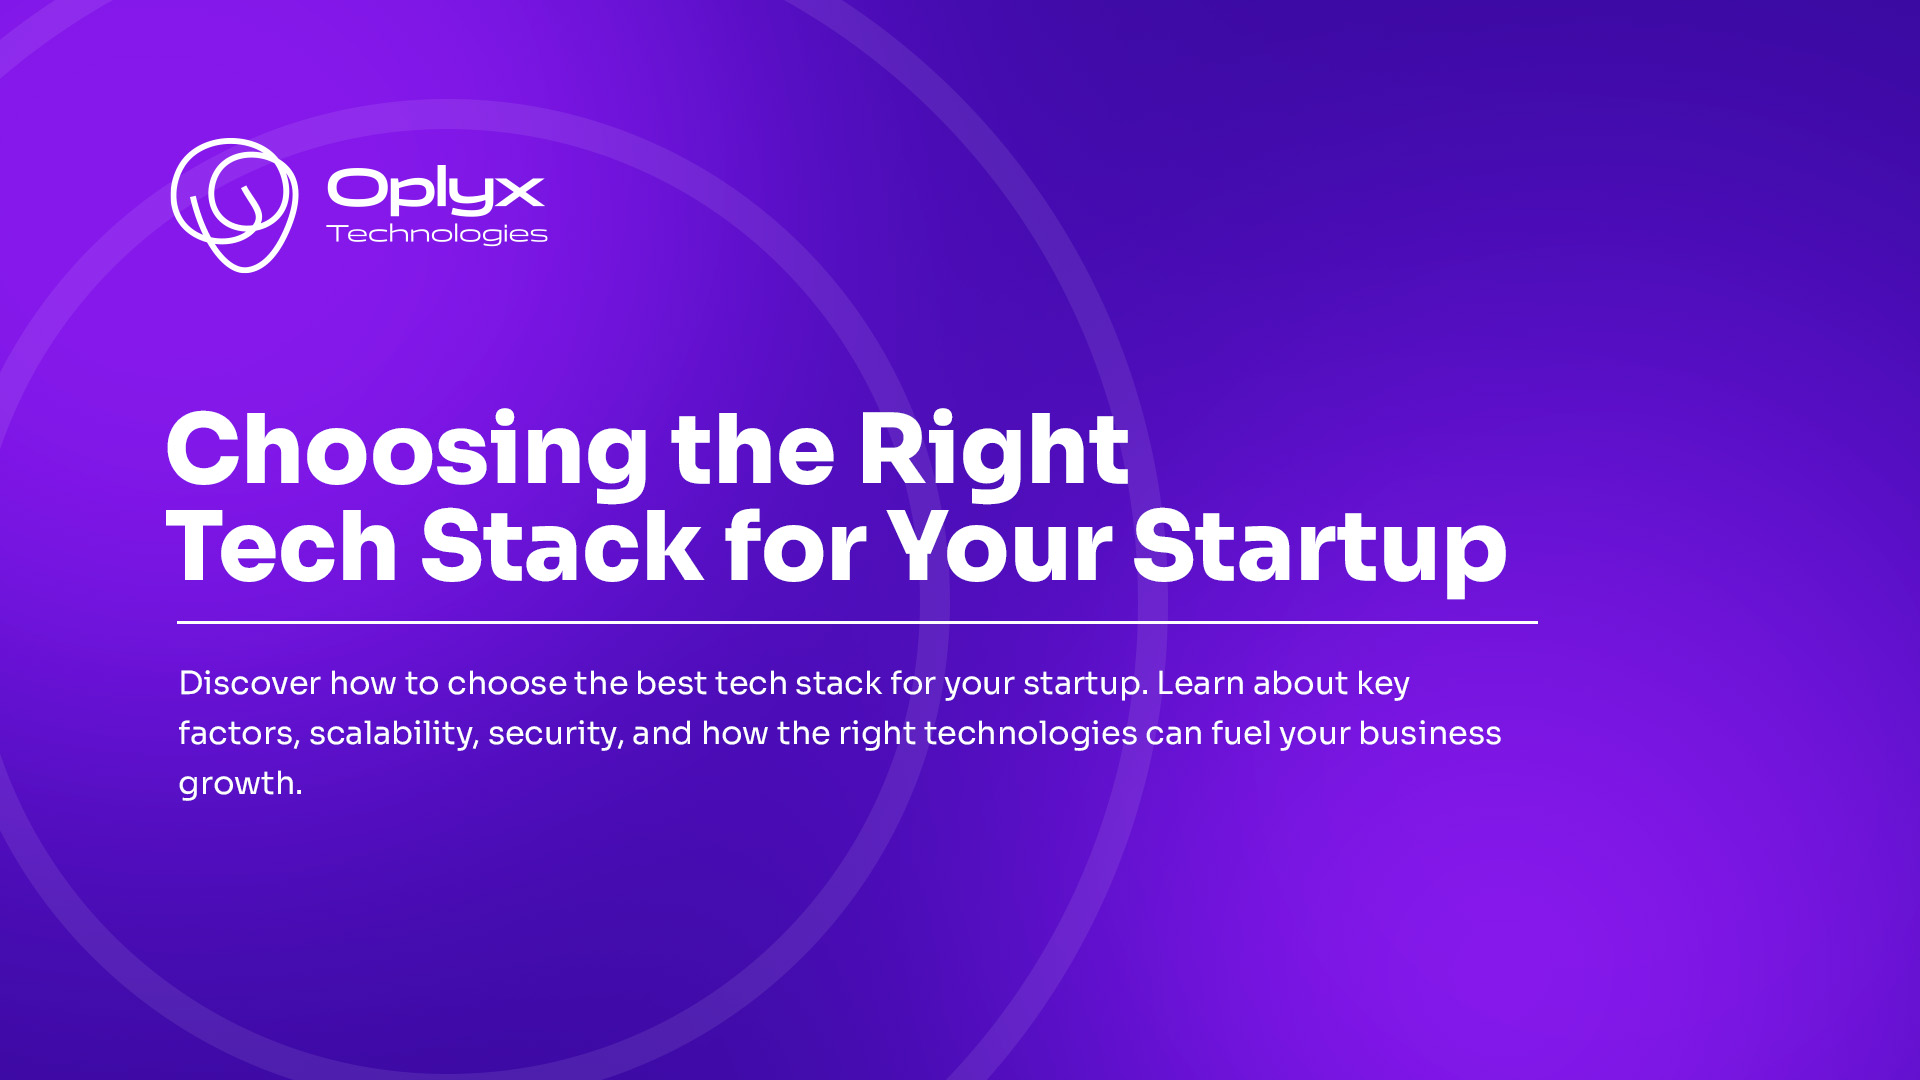 Oplyx
Technologies
Choosing the Right
Tech Stack for Your Startup
Discover how to choose the best tech stack for your startup. Learn about key
factors, scalability, security, and how the right technologies can fuel your business
growth.